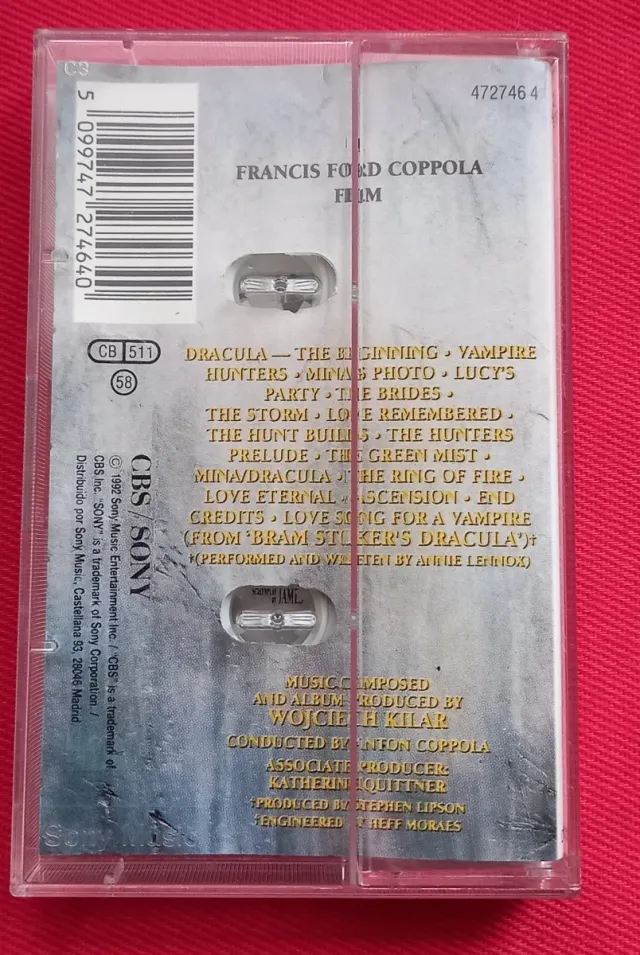 472746 4
5 099747 274640
FRANCIS FORD COPPOLA
FILM
CB 511
58
DRACULA — THE BEGINNING • VAMPIRE
HUNTERS • MINA'S PHOTO • LUCY'S
PARTY • THE BRIDES •
THE STORM • LOVE REMEMBERED •
THE HUNT BUILDS • THE HUNTERS
PRELUDE • THE GREEN MIST •
MINA/DRACULA • THE RING OF FIRE •
LOVE ETERNAL • ASCENSION • END
CREDITS • LOVE SONG FOR A VAMPIRE
(FROM 'BRAM STOKER'S DRACULA')†
†(PERFORMED AND WRITTEN BY ANNIE LENNOX)
SCREENPLAY
BY JAME
MUSIC COMPOSED
AND ALBUM PRODUCED BY
WOJCIECH KILAR
CONDUCTED BY ANTON COPPOLA
ASSOCIATE PRODUCER:
KATHERINE QUITTNER
†PRODUCED BY STEPHEN LIPSON
†ENGINEERED BY HEFF MORAES
CBS/SONY
© 1992 Sony Music Entertainment Inc. / "CBS" is a trademark of
CBS Inc. "SONY" is a trademark of Sony Corporation. /
Distribuido por Sony Music, Castellana 93, 28046 Madrid.
Sony Music